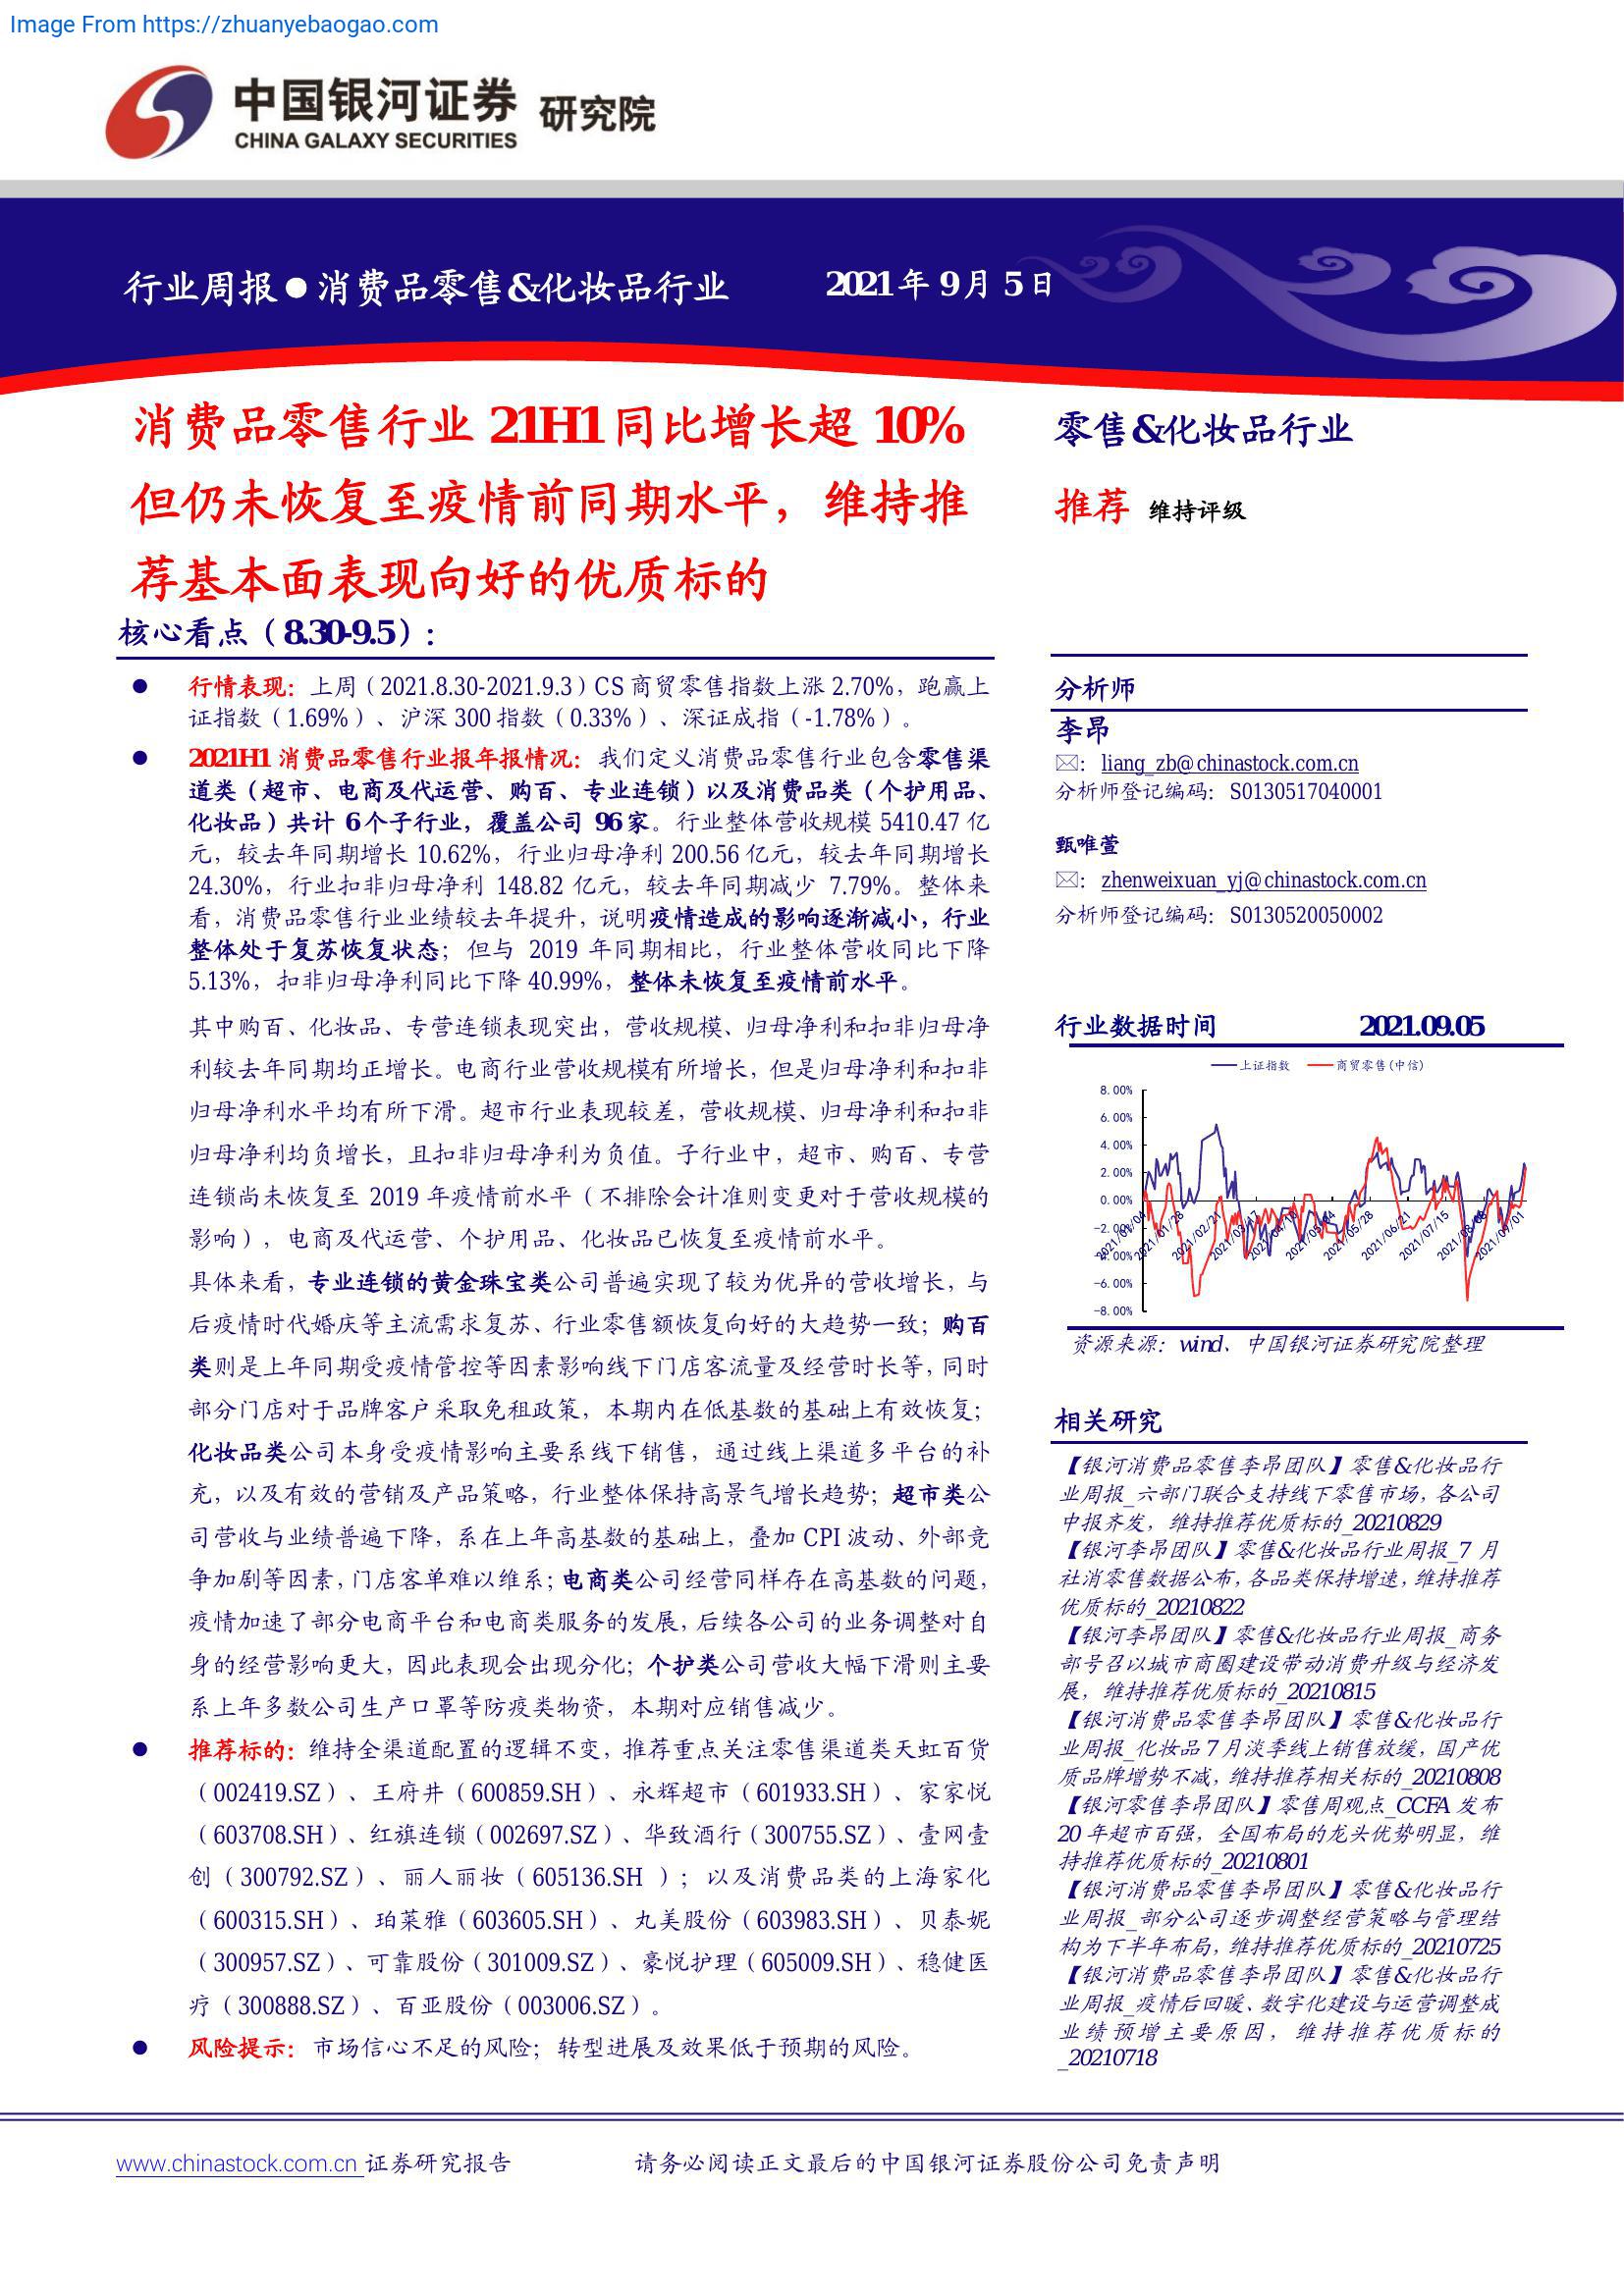 Image From https://zhuanyebaogao.com
中国银河证券 研究院
CHINA GALAXY SECURITIES
行业周报●消费品零售&化妆品行业 2021年9月5日
消费品零售行业 21H1同比增长超 10%
但仍未恢复至疫情前同期水平，维持推
荐基本面表现向好的优质标的
核心看点（8.30-9.5）：
● 行情表现：上周（2021.8.30-2021.9.3）CS 商贸零售指数上涨 2.70%，跑赢上
证指数（1.69%）、沪深 300 指数（0.33%）、深证成指（-1.78%）。
● 2021H1 消费品零售行业报年报情况：我们定义消费品零售行业包含零售渠
道类（超市、电商及代运营、购百、专业连锁）以及消费品类（个护用品、
化妆品）共计 6 个子行业，覆盖公司 96 家。行业整体营收规模 5410.47 亿
元，较去年同期增长 10.62%，行业归母净利 200.56 亿元，较去年同期增长
24.30%，行业扣非归母净利 148.82 亿元，较去年同期减少 7.79%。整体来
看，消费品零售行业业绩较去年提升，说明疫情造成的影响逐渐减小，行业
整体处于复苏恢复状态；但与 2019 年同期相比，行业整体营收同比下降
5.13%，扣非归母净利同比下降 40.99%，整体未恢复至疫情前水平。
其中购百、化妆品、专营连锁表现突出，营收规模、归母净利和扣非归母净
利较去年同期均正增长。电商行业营收规模有所增长，但是归母净利和扣非
归母净利水平均有所下滑。超市行业表现较差，营收规模、归母净利和扣非
归母净利均负增长，且扣非归母净利为负值。子行业中，超市、购百、专营
连锁尚未恢复至 2019 年疫情前水平（不排除会计准则变更对于营收规模的
影响），电商及代运营、个护用品、化妆品已恢复至疫情前水平。
具体来看，专业连锁的黄金珠宝类公司普遍实现了较为优异的营收增长，与
后疫情时代婚庆等主流需求复苏、行业零售额恢复向好的大趋势一致；购百
类则是上年同期受疫情管控等因素影响线下门店客流量及经营时长等，同时
部分门店对于品牌客户采取免租政策，本期内在低基数的基础上有效恢复；
化妆品类公司本身受疫情影响主要系线下销售，通过线上渠道多平台的补
充，以及有效的营销及产品策略，行业整体保持高景气增长趋势；超市类公
司营收与业绩普遍下降，系在上年高基数的基础上，叠加 CPI 波动、外部竞
争加剧等因素，门店客单难以维系；电商类公司经营同样存在高基数的问题，
疫情加速了部分电商平台和电商类服务的发展，后续各公司的业务调整对自
身的经营影响更大，因此表现会出现分化；个护类公司营收大幅下滑则主要
系上年多数公司生产口罩等防疫类物资，本期对应销售减少。
● 推荐标的：维持全渠道配置的逻辑不变，推荐重点关注零售渠道类天虹百货
（002419.SZ）、王府井（600859.SH）、永辉超市（601933.SH）、家家悦
（603708.SH）、红旗连锁（002697.SZ）、华致酒行（300755.SZ）、壹网壹
创（300792.SZ）、丽人丽妆（605136.SH ）；以及消费品类的上海家化
（600315.SH）、珀莱雅（603605.SH）、丸美股份（603983.SH）、贝泰妮
（300957.SZ）、可靠股份（301009.SZ）、豪悦护理（605009.SH）、稳健医
疗（300888.SZ）、百亚股份（003006.SZ）。
● 风险提示：市场信心不足的风险；转型进展及效果低于预期的风险。
零售&化妆品行业
推荐 维持评级
分析师
李昂
✉：liang_zb@chinastock.com.cn
分析师登记编码：S0130517040001
甄唯萱
✉：zhenweixuan_yj@chinastock.com.cn
分析师登记编码：S0130520050002
行业数据时间 2021.09.05
上证指数 商贸零售(中信)
8.00%
6.00%
4.00%
2.00%
0.00%
-2.00%
-4.00%
-6.00%
-8.00%
2021/01/04 2021/01/28 2021/02/21 2021/03/17 2021/04/10 2021/05/04 2021/05/28 2021/06/21 2021/07/15 2021/08/08 2021/09/01
资源来源：wind、中国银河证券研究院整理
相关研究
【银河消费品零售李昂团队】零售&化妆品行
业周报_六部门联合支持线下零售市场，各公司
中报齐发，维持推荐优质标的_20210829
【银河李昂团队】零售&化妆品行业周报_7 月
社消零售数据公布，各品类保持增速，维持推荐
优质标的_20210822
【银河李昂团队】零售&化妆品行业周报_商务
部号召以城市商圈建设带动消费升级与经济发
展，维持推荐优质标的_20210815
【银河消费品零售李昂团队】零售&化妆品行
业周报_化妆品 7 月淡季线上销售放缓，国产优
质品牌增势不减，维持推荐相关标的_20210808
【银河零售李昂团队】零售周观点_CCFA 发布
20 年超市百强，全国布局的龙头优势明显，维
持推荐优质标的_20210801
【银河消费品零售李昂团队】零售&化妆品行
业周报_部分公司逐步调整经营策略与管理结
构为下半年布局，维持推荐优质标的_20210725
【银河消费品零售李昂团队】零售&化妆品行
业周报_疫情后回暖、数字化建设与运营调整成
业绩预增主要原因，维持推荐优质标的
_20210718
www.chinastock.com.cn 证券研究报告 请务必阅读正文最后的中国银河证券股份公司免责声明